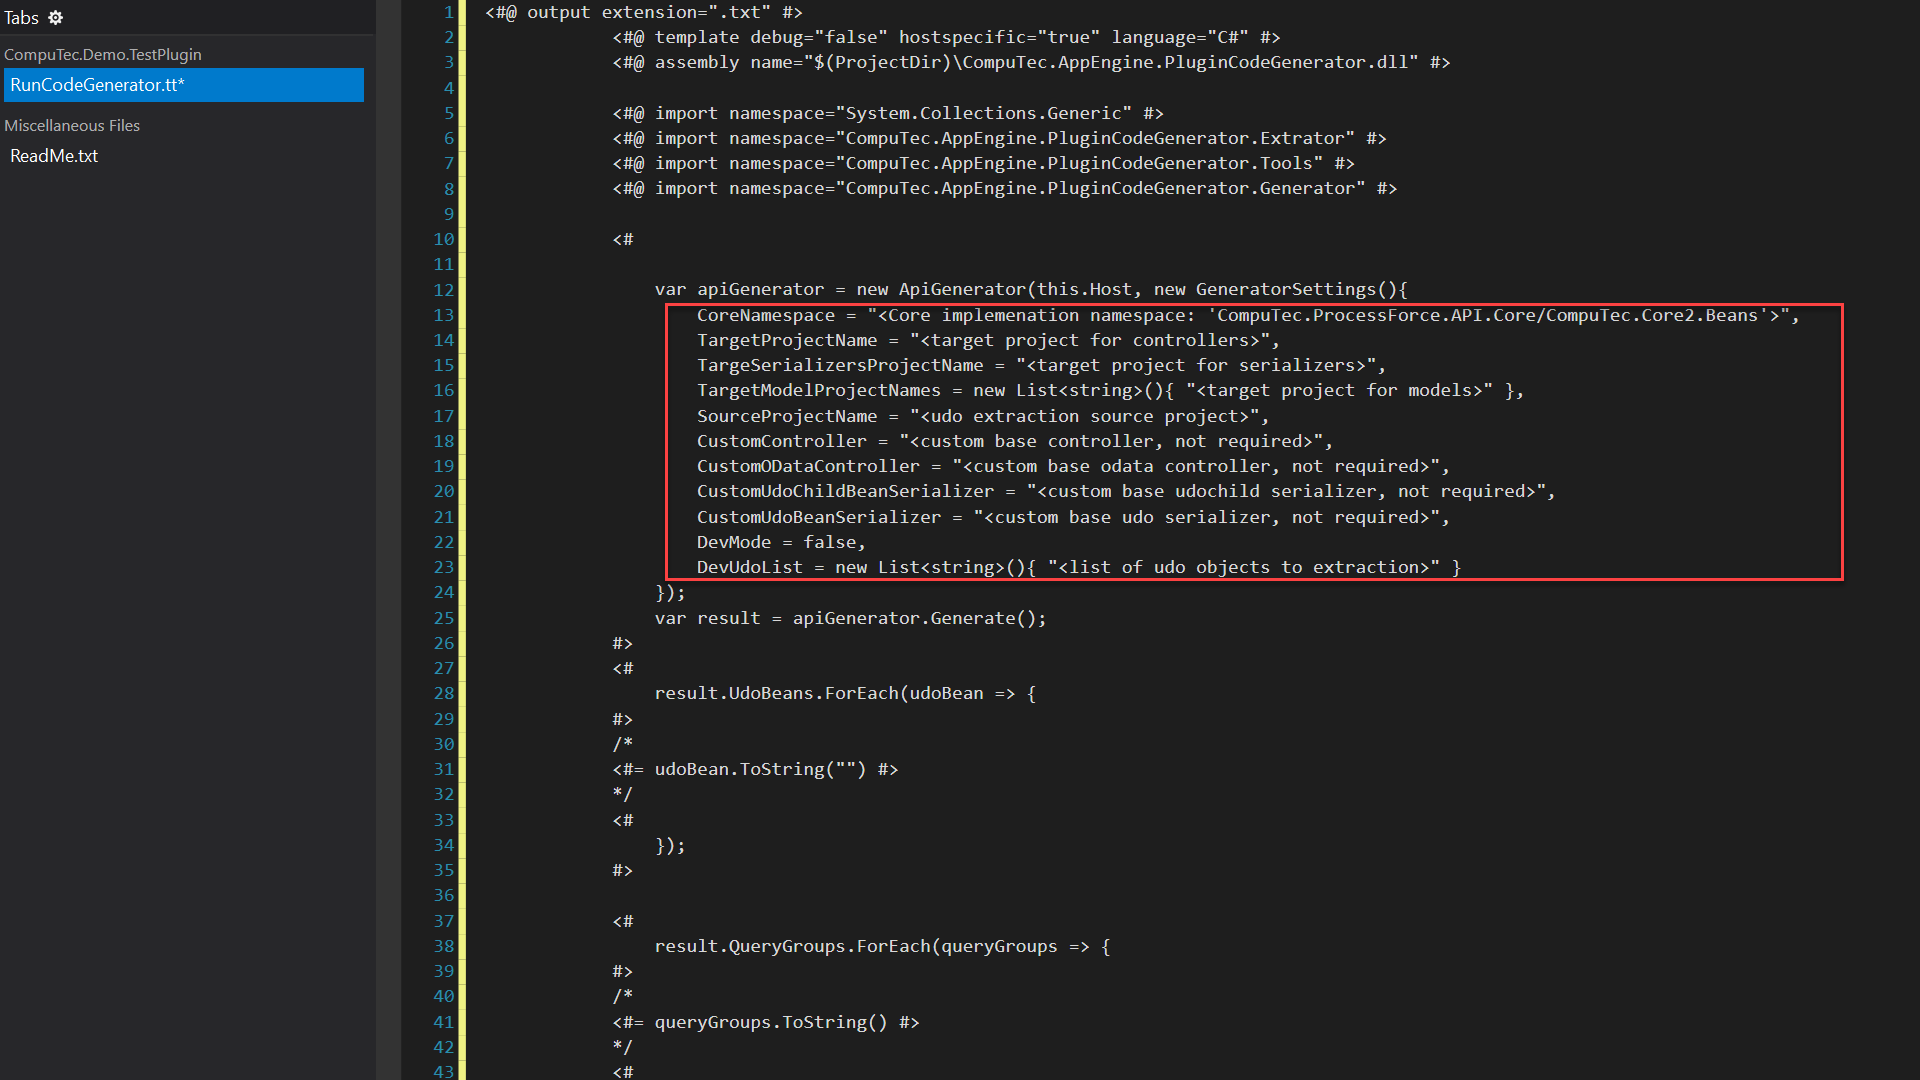 Tabs
CompuTec.Demo.TestPlugin
RunCodeGenerator.tt*
Miscellaneous Files
ReadMe.txt
1 <#@ output extension=".txt" #>
2 <#@ template debug="false" hostspecific="true" language="C#" #>
3 <#@ assembly name="$(ProjectDir)\CompuTec.AppEngine.PluginCodeGenerator.dll" #>
4
5 <#@ import namespace="System.Collections.Generic" #>
6 <#@ import namespace="CompuTec.AppEngine.PluginCodeGenerator.Extrator" #>
7 <#@ import namespace="CompuTec.AppEngine.PluginCodeGenerator.Tools" #>
8 <#@ import namespace="CompuTec.AppEngine.PluginCodeGenerator.Generator" #>
9
10 <#
11
12 var apiGenerator = new ApiGenerator(this.Host, new GeneratorSettings(){
13 CoreNamespace = "<Core implemenation namespace: 'CompuTec.ProcessForce.API.Core/CompuTec.Core2.Beans'>",
14 TargetProjectName = "<target project for controllers>",
15 TargeSerializersProjectName = "<target project for serializers>",
16 TargetModelProjectNames = new List<string>(){ "<target project for models>" },
17 SourceProjectName = "<udo extraction source project>",
18 CustomController = "<custom base controller, not required>",
19 CustomODataController = "<custom base odata controller, not required>",
20 CustomUdoChildBeanSerializer = "<custom base udochild serializer, not required>",
21 CustomUdoBeanSerializer = "<custom base udo serializer, not required>",
22 DevMode = false,
23 DevUdoList = new List<string>(){ "<list of udo objects to extraction>" }
24 });
25 var result = apiGenerator.Generate();
26 #>
27 <#
28 result.UdoBeans.ForEach(udoBean => {
29 #>
30 /*
31 <#= udoBean.ToString("") #>
32 */
33 <#
34 });
35 #>
36
37 <#
38 result.QueryGroups.ForEach(queryGroups => {
39 #>
40 /*
41 <#= queryGroups.ToString() #>
42 */
43 <#